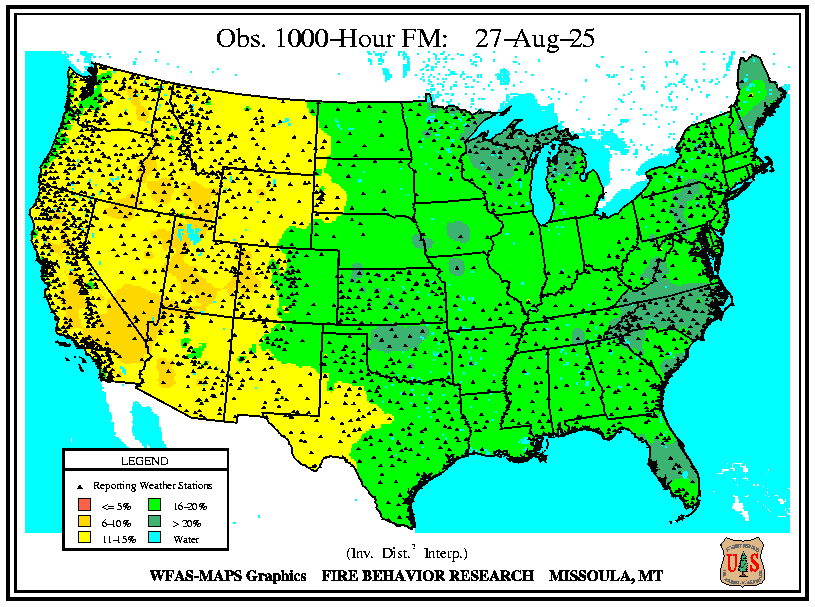 Obs. 1000-Hour FM: 27-Aug-25
LEGEND
Reporting Weather Stations
<= 5% 16-20%
6-10% > 20%
11-15% Water
(Inv. Dist.² Interp.)
WFAS-MAPS Graphics FIRE BEHAVIOR RESEARCH MISSOULA, MT
U S